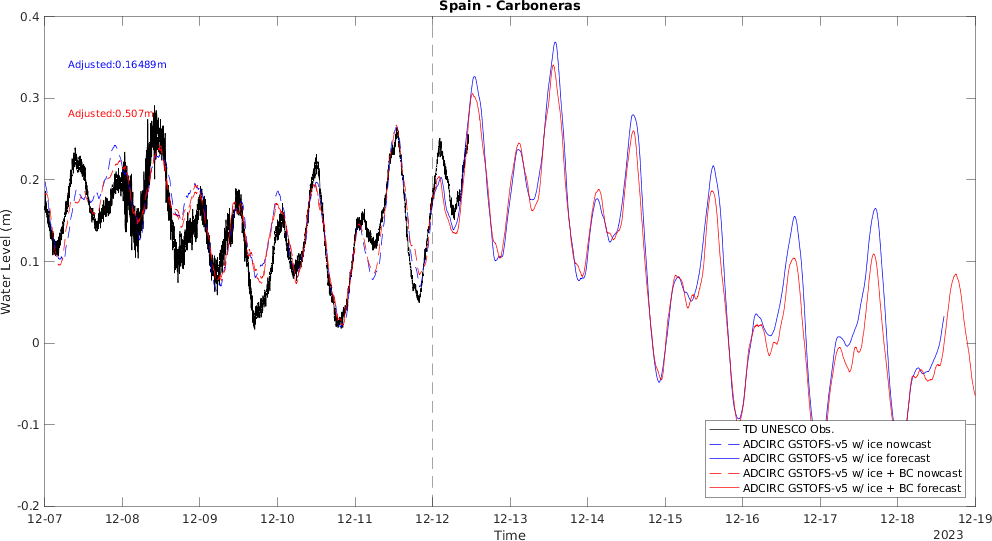 Spain - Carboneras
0.4
0.3
0.2
0.1
0
-0.1
-0.2
Water Level (m)
Adjusted:0.16489m
Adjusted:0.507m
TD UNESCO Obs.
ADCIRC GSTOFS-v5 w/ ice nowcast
ADCIRC GSTOFS-v5 w/ ice forecast
ADCIRC GSTOFS-v5 w/ ice + BC nowcast
ADCIRC GSTOFS-v5 w/ ice + BC forecast
12-07 12-08 12-09 12-10 12-11 12-12 12-13 12-14 12-15 12-16 12-17 12-18 12-19
Time
2023